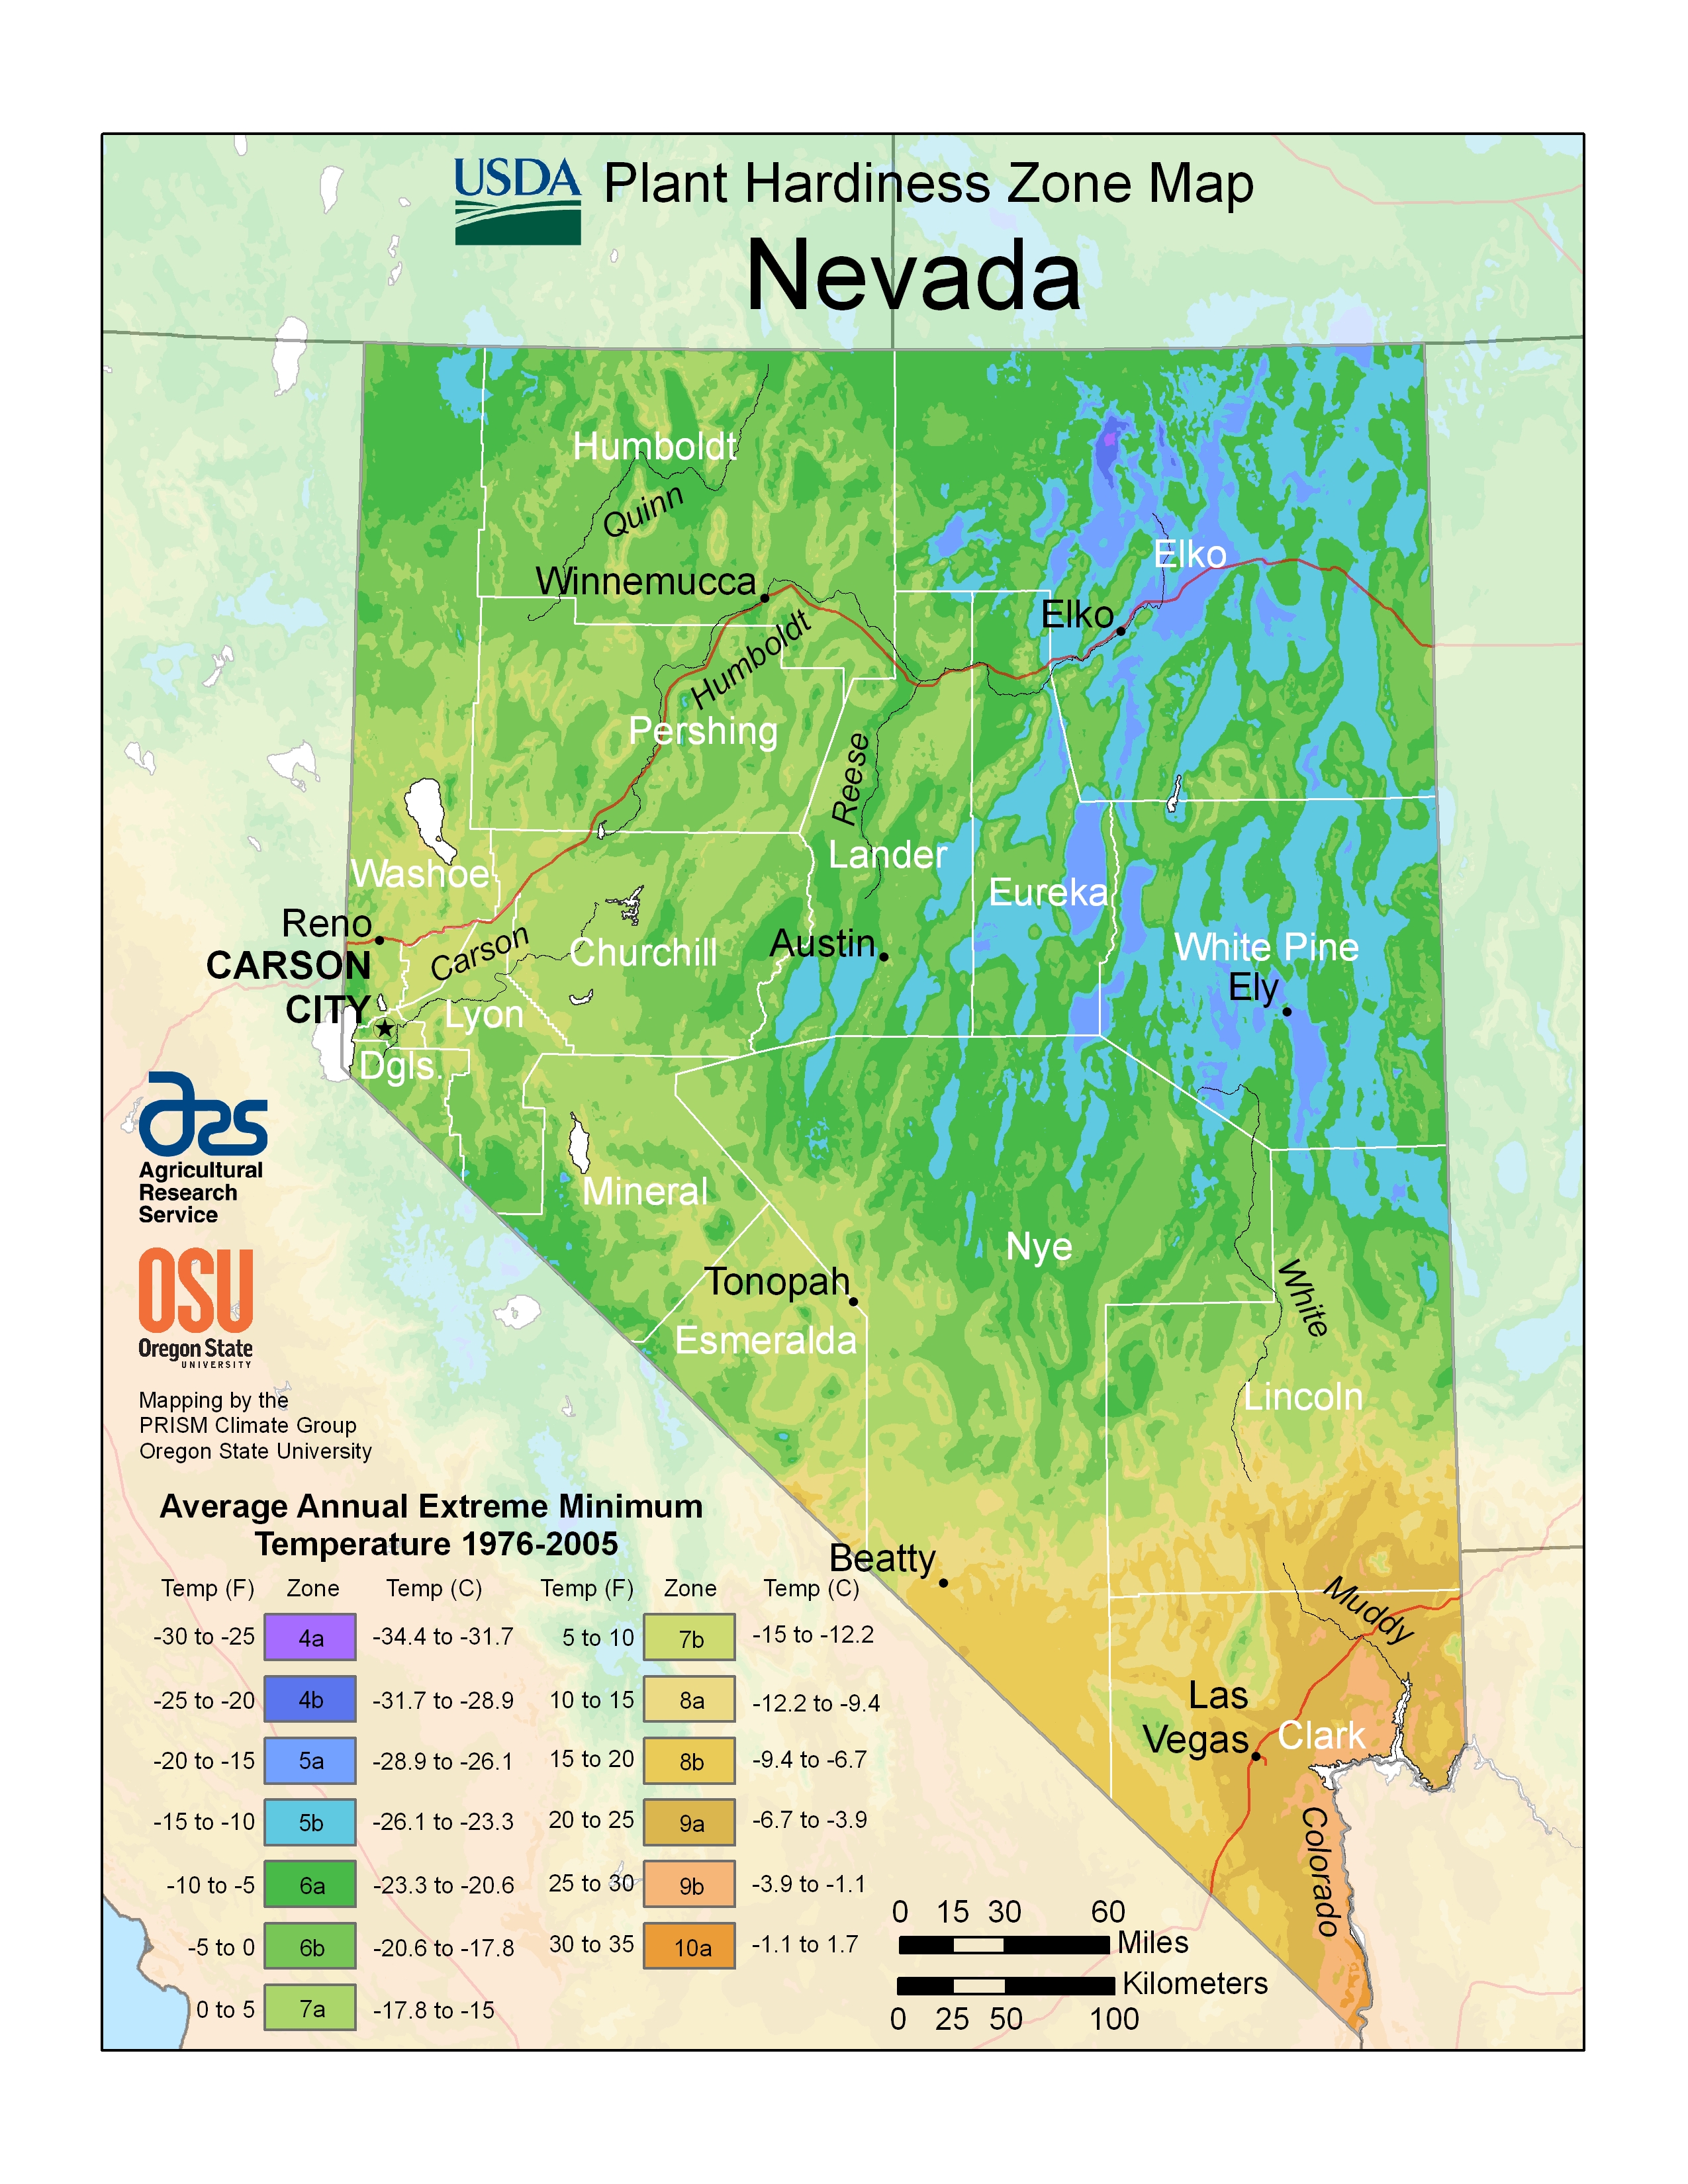 USDA Plant Hardiness Zone Map
Nevada
Humboldt
Quinn
Winnemucca
Humboldt
Elko
Elko
Pershing
Reese
Washoe
Lander
Eureka
Reno
CARSON
CITY
Carson
Churchill
Austin
White Pine
Ely
Lyon
Dgls.
Mineral
Nye
Tonopah
Esmeralda
White
Lincoln
Beatty
Muddy
Las
Vegas
Clark
Colorado
ars
Agricultural
Research
Service
OSU
Oregon State
UNIVERSITY
Mapping by the
PRISM Climate Group
Oregon State University
Average Annual Extreme Minimum
Temperature 1976-2005
Temp (F) Zone Temp (C) Temp (F) Zone Temp (C)
-30 to -25 4a -34.4 to -31.7 5 to 10 7b -15 to -12.2
-25 to -20 4b -31.7 to -28.9 10 to 15 8a -12.2 to -9.4
-20 to -15 5a -28.9 to -26.1 15 to 20 8b -9.4 to -6.7
-15 to -10 5b -26.1 to -23.3 20 to 25 9a -6.7 to -3.9
-10 to -5 6a -23.3 to -20.6 25 to 30 9b -3.9 to -1.1
-5 to 0 6b -20.6 to -17.8 30 to 35 10a -1.1 to 1.7
0 to 5 7a -17.8 to -15
0 15 30 60
Miles
Kilometers
0 25 50 100